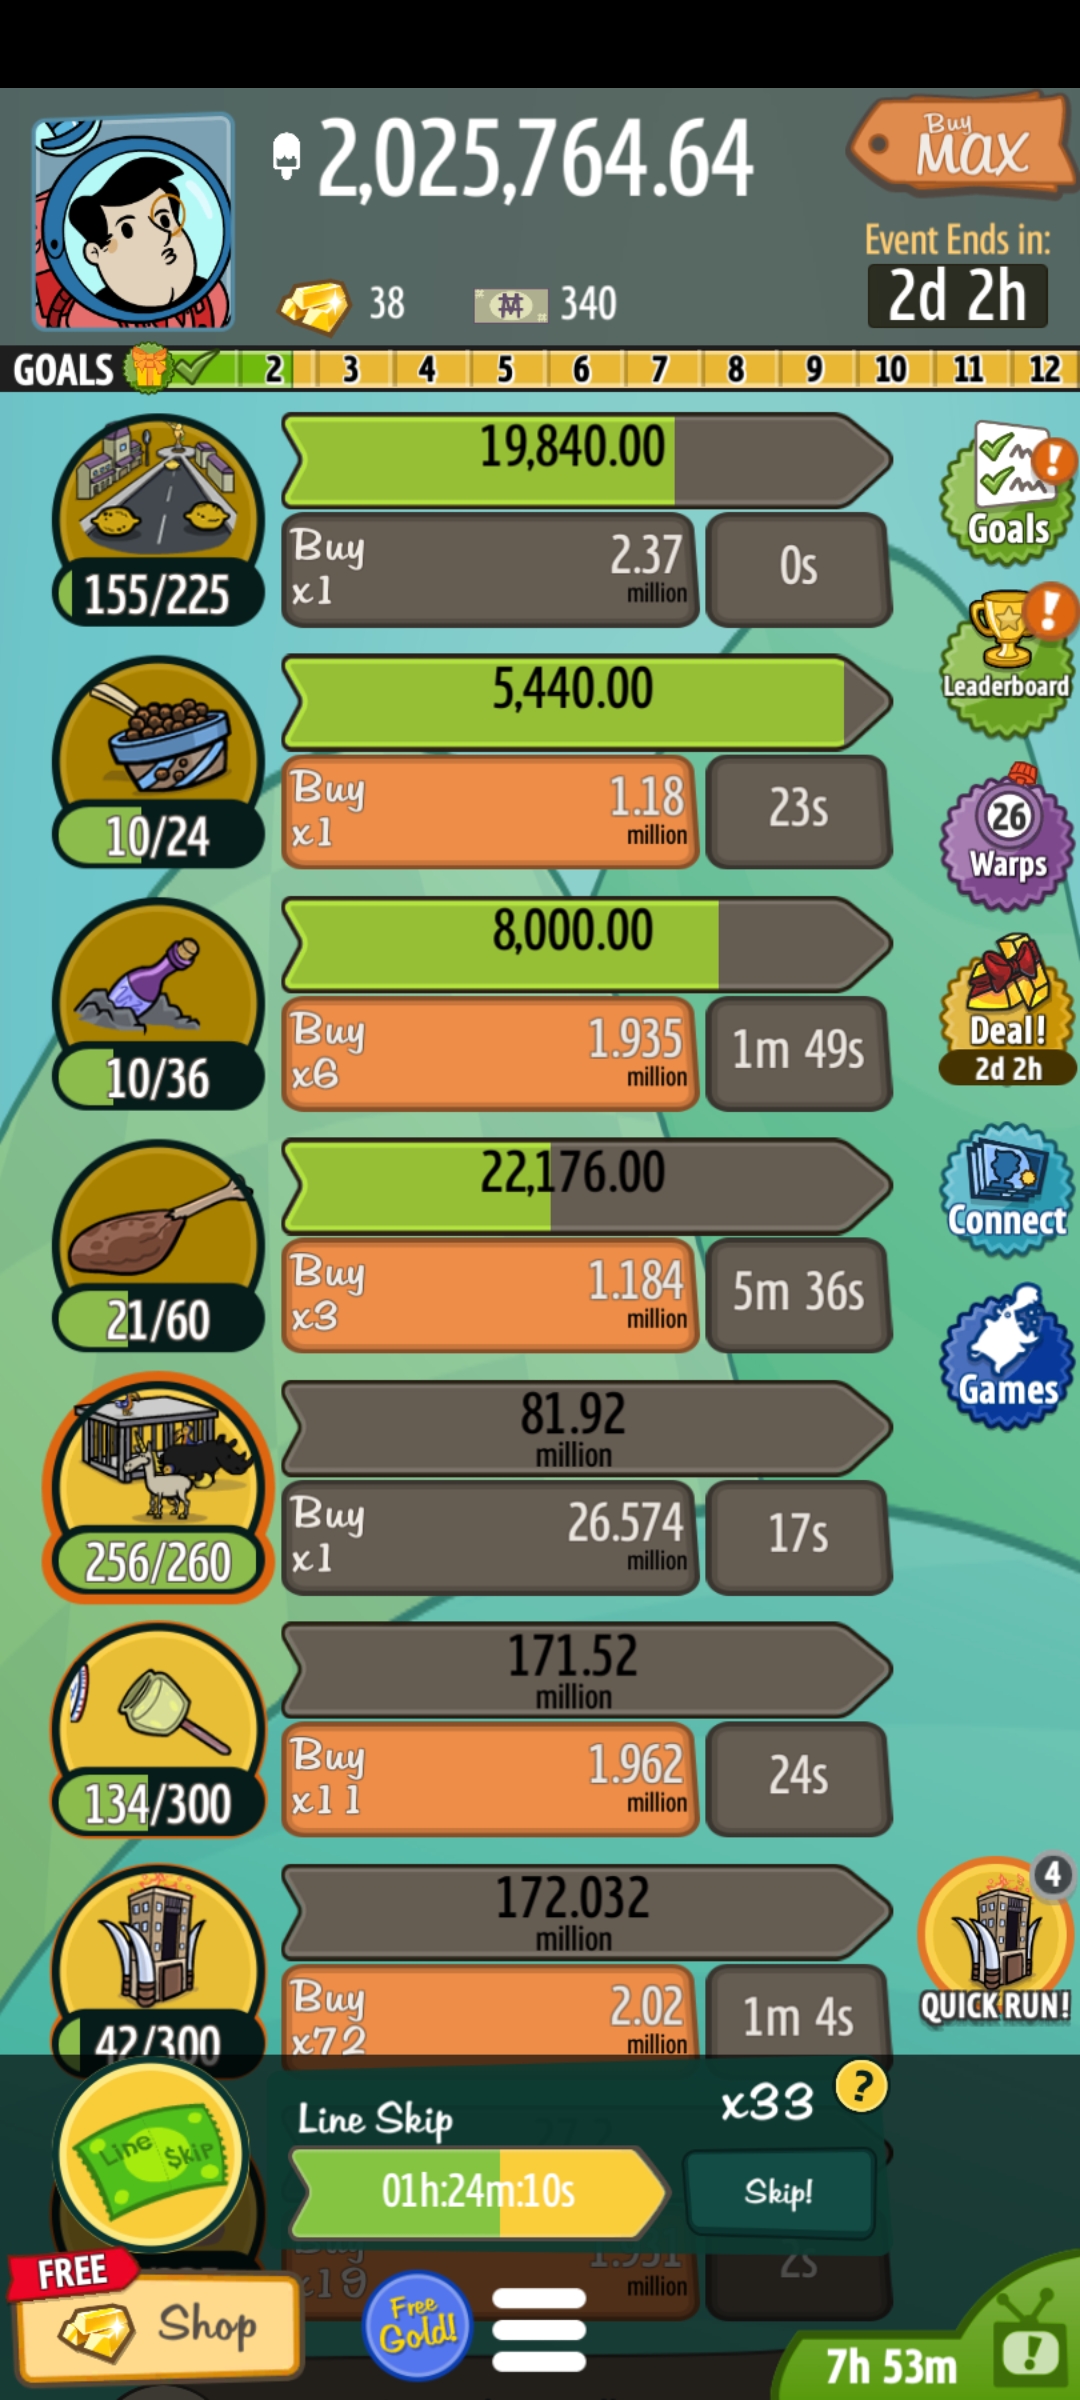 2,025,764.64
Buy
MAX
Event Ends in:
2d 2h
38
340
GOALS 2 3 4 5 6 7 8 9 10 11 12
19,840.00
Buy
x1
2.37
million
0s
155/225
Goals
5,440.00
Buy
x1
1.18
million
23s
10/24
Leaderboard
8,000.00
Buy
x6
1.935
million
1m 49s
10/36
26
Warps
Deal!
2d 2h
22,176.00
Buy
x3
1.184
million
5m 36s
21/60
Connect
Games
81.92
million
Buy
x1
26.574
million
17s
256/260
171.52
million
Buy
x11
1.962
million
24s
134/300
172.032
million
Buy
x72
2.02
million
1m 4s
42/300
4
QUICK RUN!
Line Skip
Line $kip
x33
?
01h:24m:10s
Skip!
Buy
x19
1.951
million
2s
FREE
Shop
Free
Gold!
7h 53m